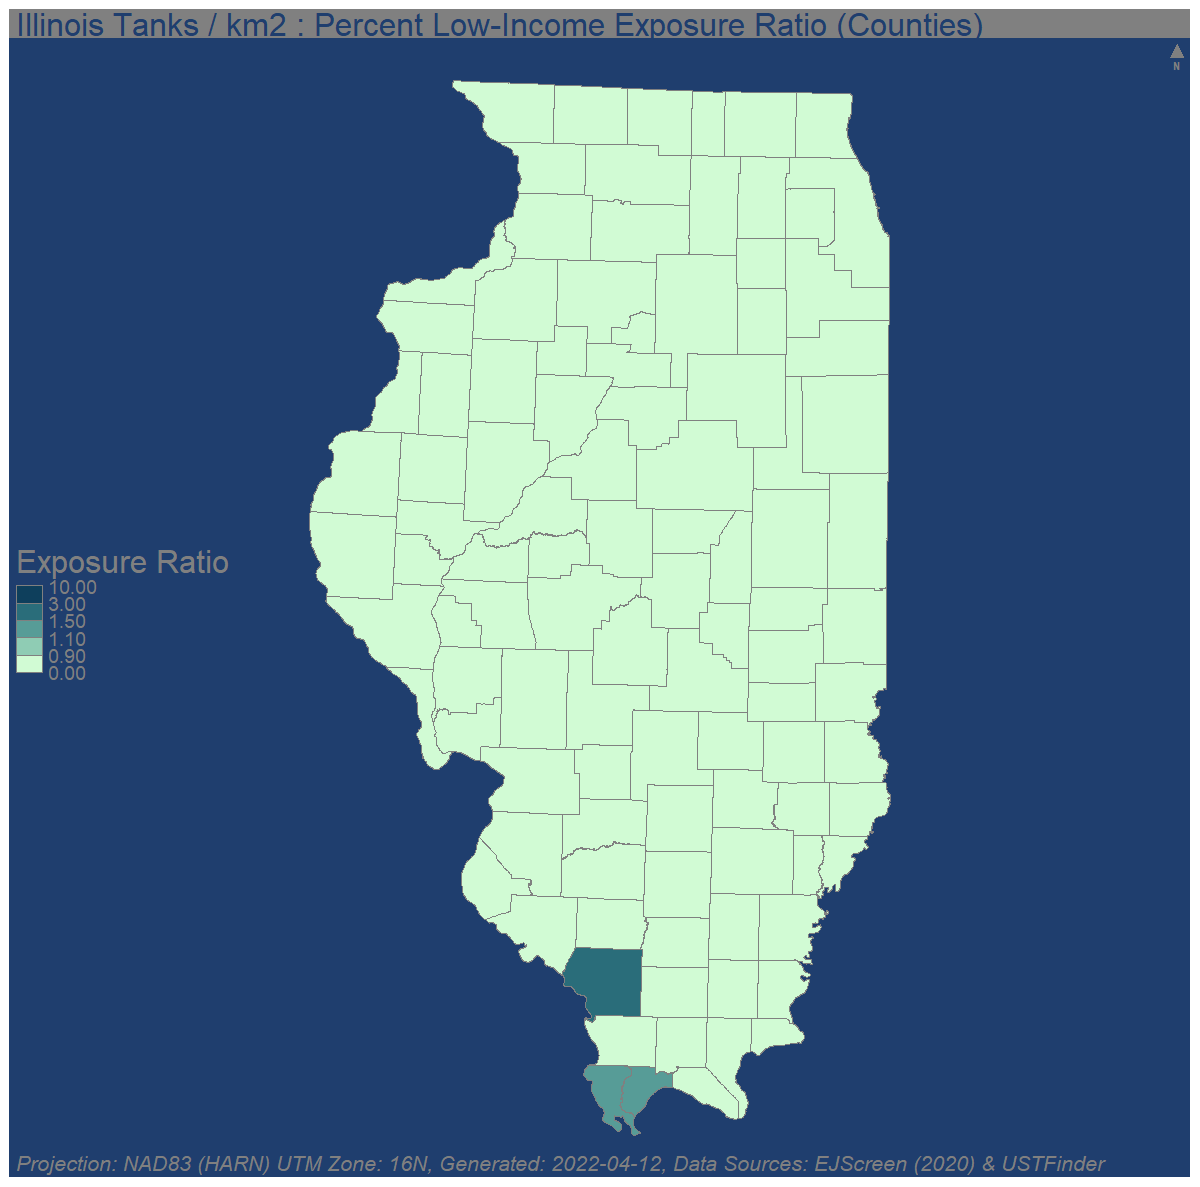 Illinois Tanks / km2 : Percent Low-Income Exposure Ratio (Counties)
N
Exposure Ratio
10.00
3.00
1.50
1.10
0.90
0.00
Projection: NAD83 (HARN) UTM Zone: 16N, Generated: 2022-04-12, Data Sources: EJScreen (2020) & USTFinder